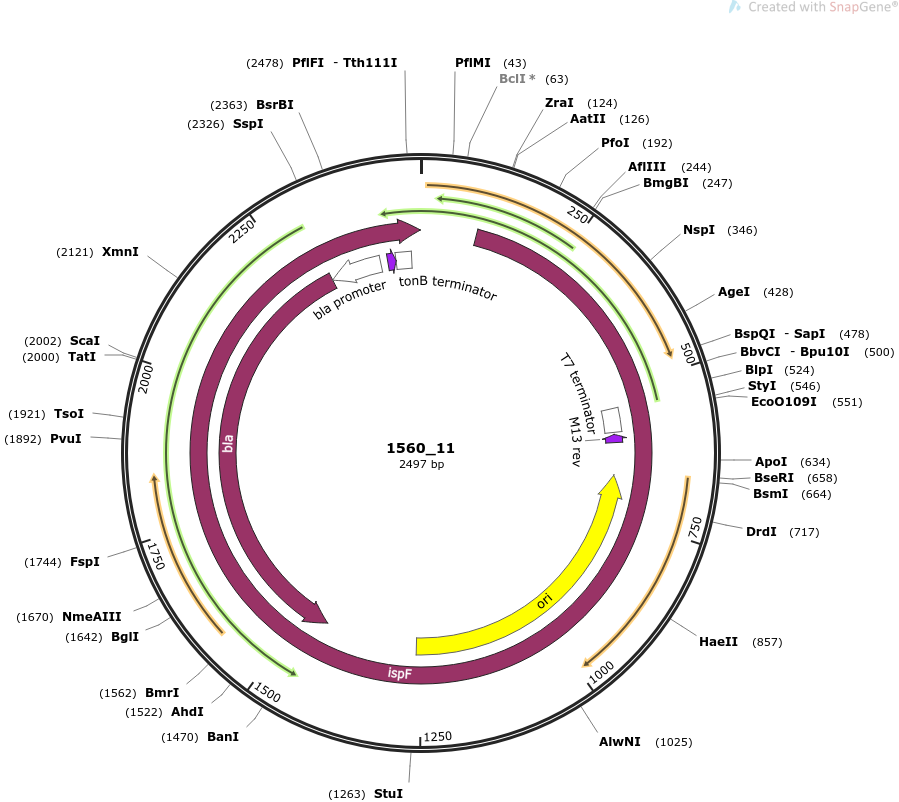 Created with SnapGene®
(2478) PflFI - Tth111I
PflMI (43)
BclI * (63)
(2363) BsrBI
(2326) SspI
ZraI (124)
AatII (126)
PfoI (192)
AflIII (244)
BmgBI (247)
NspI (346)
AgeI (428)
BspQI - SapI (478)
BbvCI - Bpu10I (500)
BlpI (524)
StyI (546)
EcoO109I (551)
ApoI (634)
BseRI (658)
BsmI (664)
DrdI (717)
HaeII (857)
AlwNI (1025)
StuI (1263)
(1470) BanI
(1522) AhdI
(1562) BmrI
(1642) BglI
(1670) NmeAIII
(1744) FspI
(1892) PvuI
(1921) TsoI
(2000) TatI
(2002) ScaI
(2121) XmnI
250
500
750
1000
1250
1500
1750
2000
2250
bla promoter
tonB terminator
T7 terminator
M13 rev
bla
ori
ispF
1560_11
2497 bp